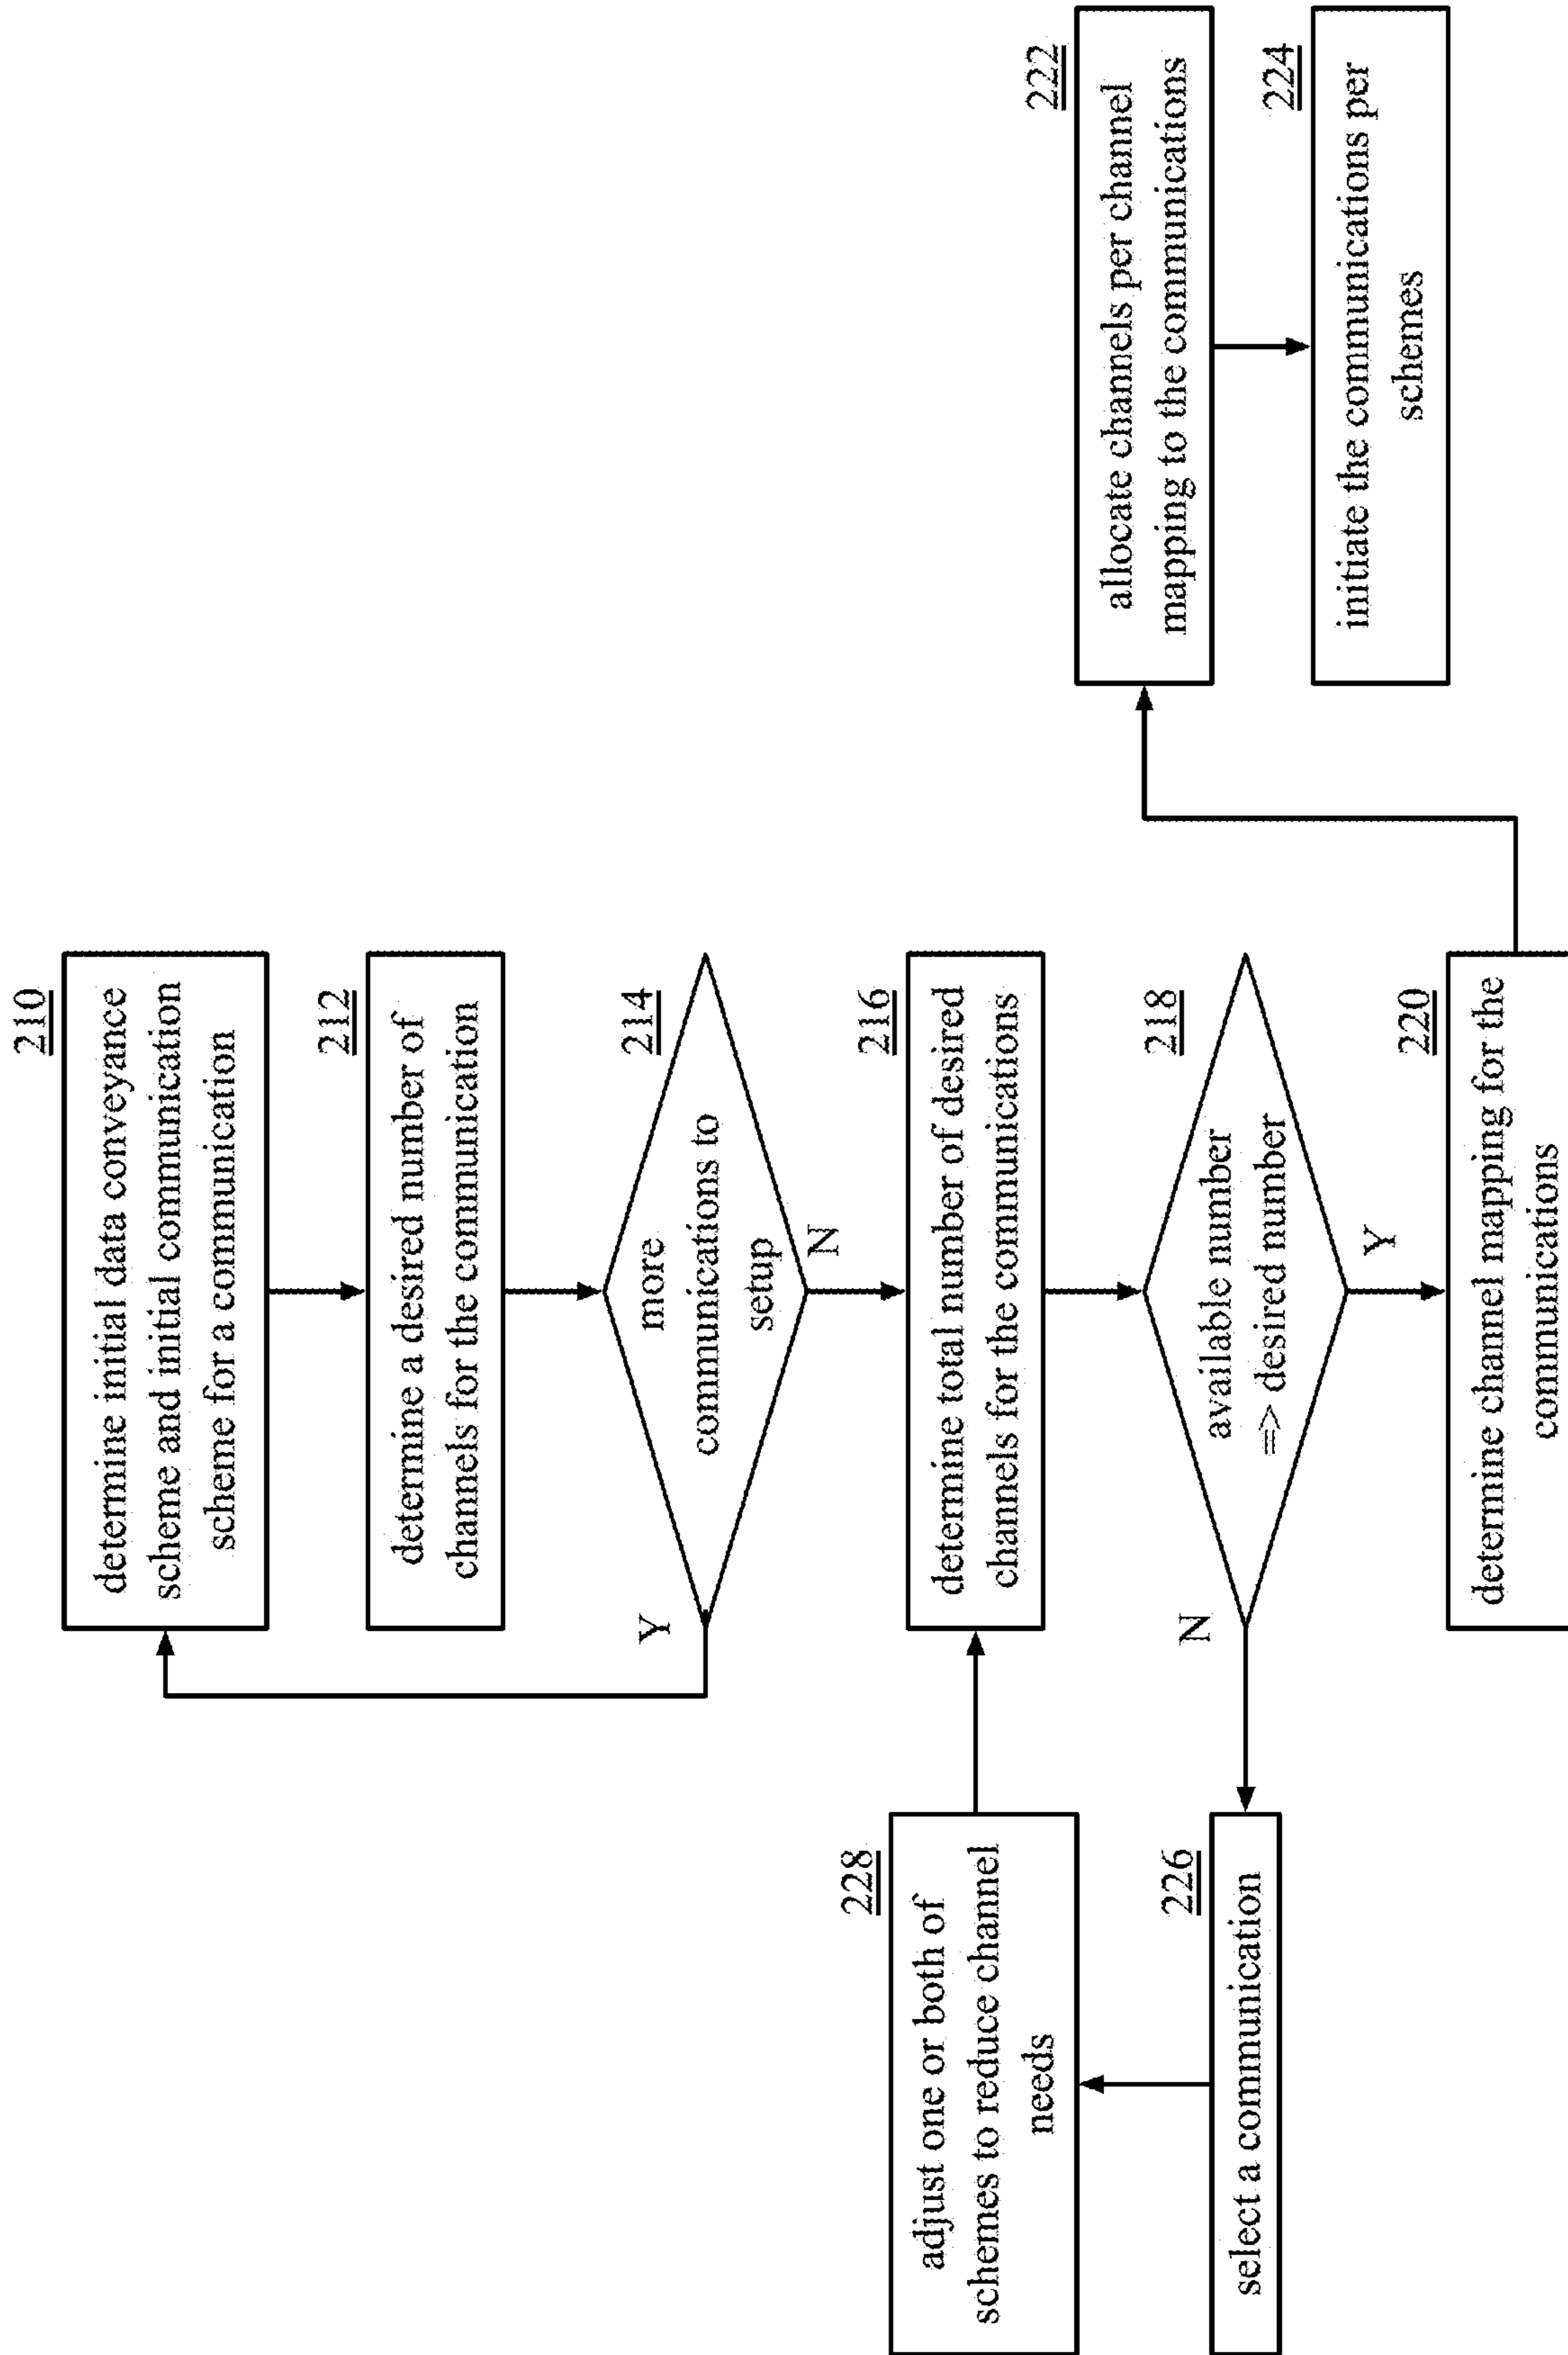 210
determine initial data conveyance
scheme and initial communication
scheme for a communication
212
determine a desired number of
channels for the communication
214
more
communications to
setup
Y
N
216
determine total number of desired
channels for the communications
218
available number
=> desired number
N
Y
220
determine channel mapping for the
communications
222
allocate channels per channel
mapping to the communications
224
initiate the communications per
schemes
226
select a communication
228
adjust one or both of
schemes to reduce channel
needs